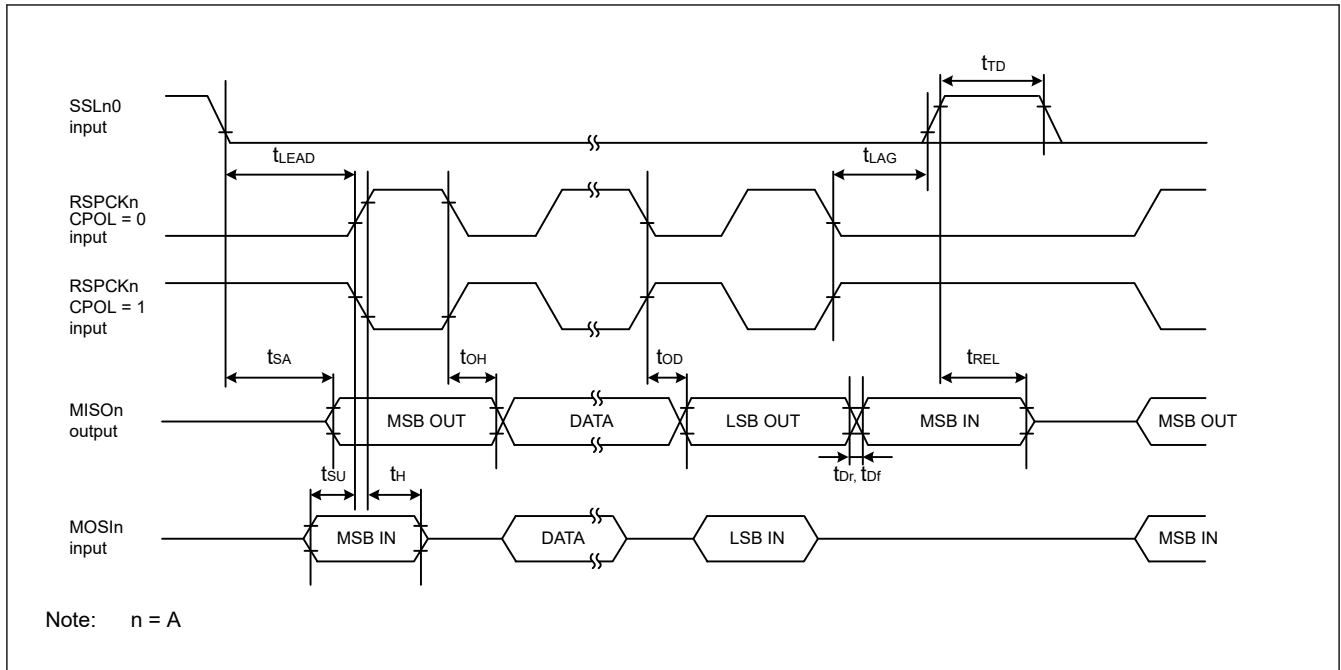 tTD
SSLn0
input
tLEAD
tLAG
RSPCKn
CPOL = 0
input
RSPCKn
CPOL = 1
input
tSA
tOH
tOD
tREL
MISOn
output
MSB OUT
DATA
LSB OUT
MSB IN
MSB OUT
tSU
tH
tDr, tDf
MOSIn
input
MSB IN
DATA
LSB IN
MSB IN
Note: n = A